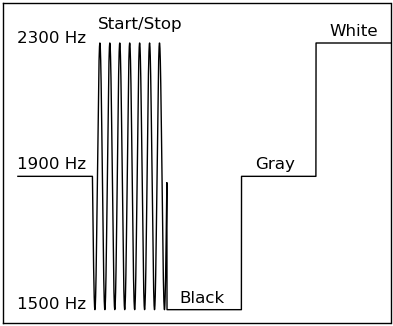 Start/Stop
White
2300 Hz
1900 Hz
Gray
1500 Hz
Black